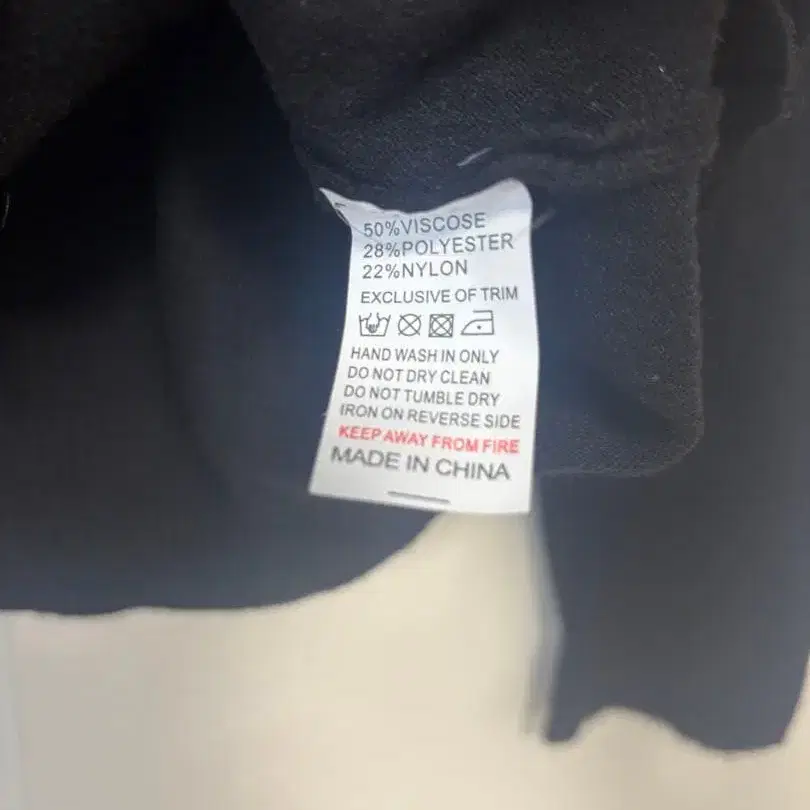 50%VISCOSE
28%POLYESTER
22%NYLON
EXCLUSIVE OF TRIM
HAND WASH IN ONLY
DO NOT DRY CLEAN
DO NOT TUMBLE DRY
IRON ON REVERSE SIDE
KEEP AWAY FROM FIRE
MADE IN CHINA